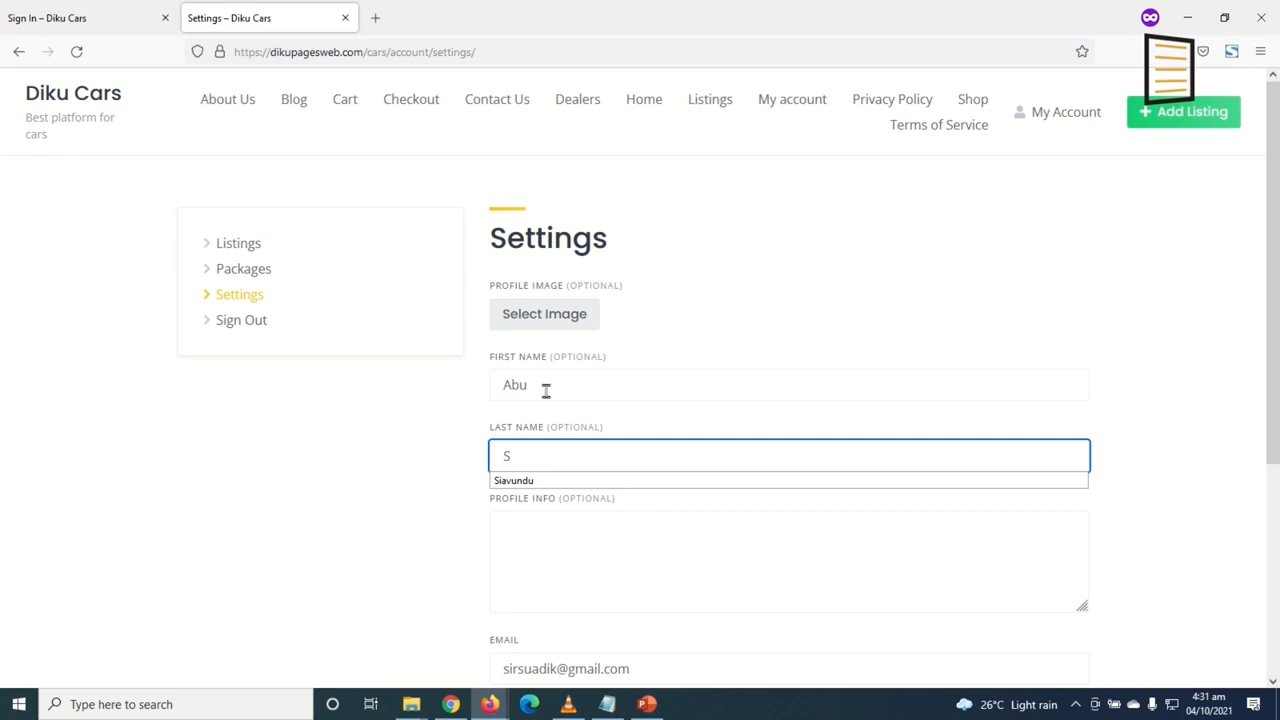 Sign In – Diku Cars
Settings – Diku Cars
https://dikupagesweb.com/cars/account/settings/
Diku Cars
Best platform for
cars
About Us
Blog
Cart
Checkout
Contact Us
Dealers
Home
Listings
My account
Privacy Policy
Shop
Terms of Service
My Account
+ Add Listing
Listings
Packages
Settings
Sign Out
Settings
PROFILE IMAGE (OPTIONAL)
Select Image
FIRST NAME (OPTIONAL)
Abu
LAST NAME (OPTIONAL)
S
Siavundu
PROFILE INFO (OPTIONAL)
EMAIL
sirsuadik@gmail.com
Type here to search
26°C Light rain
4:31 am
04/10/2021